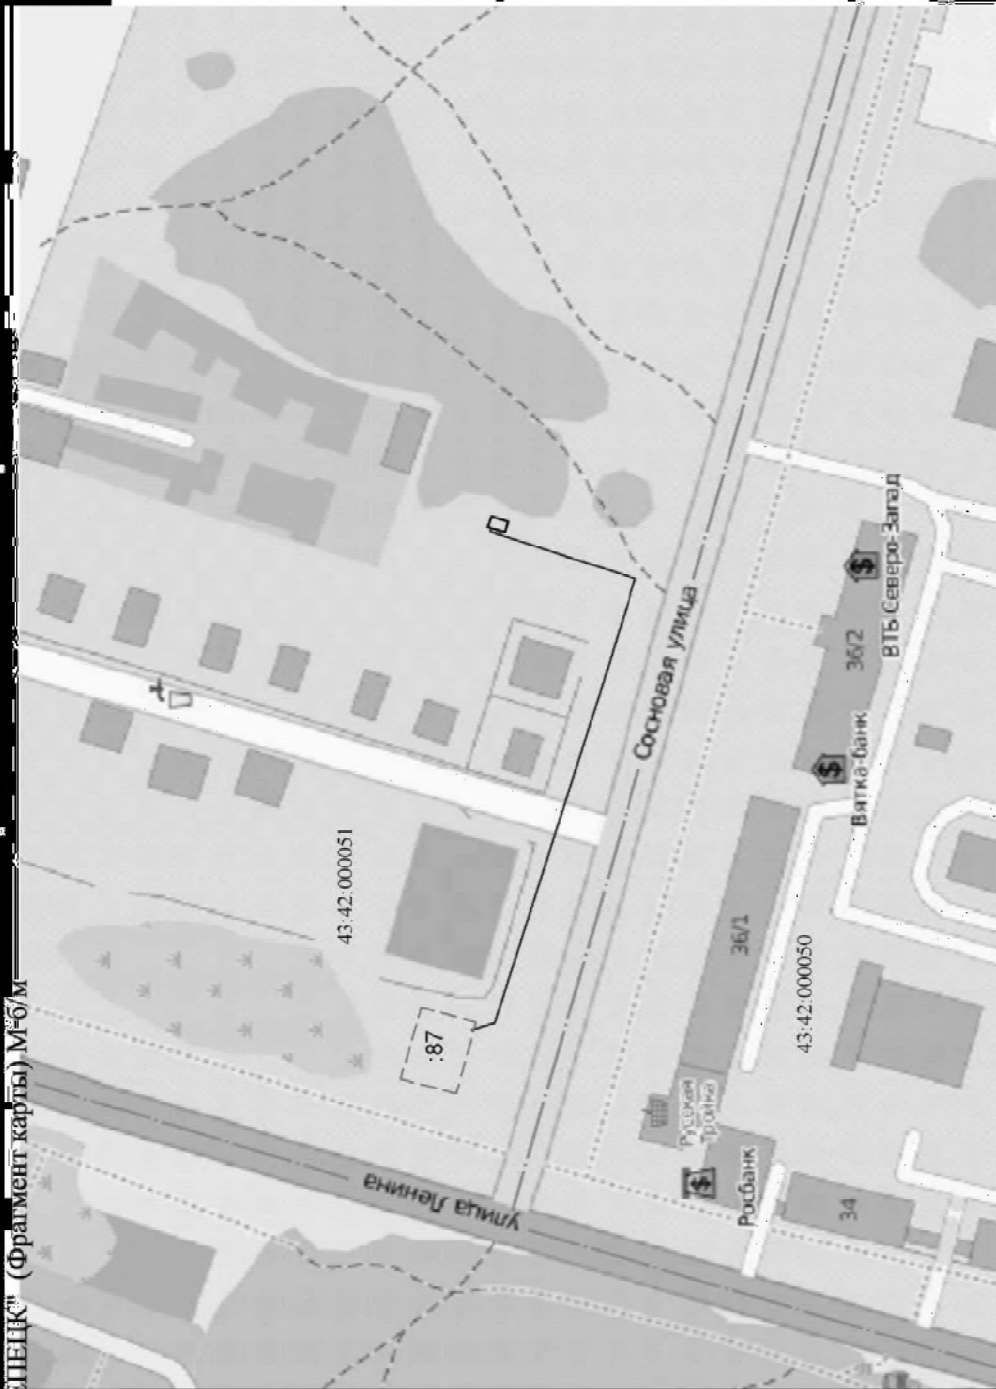 (Фрагмент карты) М-б/м
43:42:000051
:87
Сосновая улица
улица Ленина
ВТБ Северо-Запад
36/2
Вятка-банк
36/1
43:42:000050
Русская
Тройка
Росбанк
34